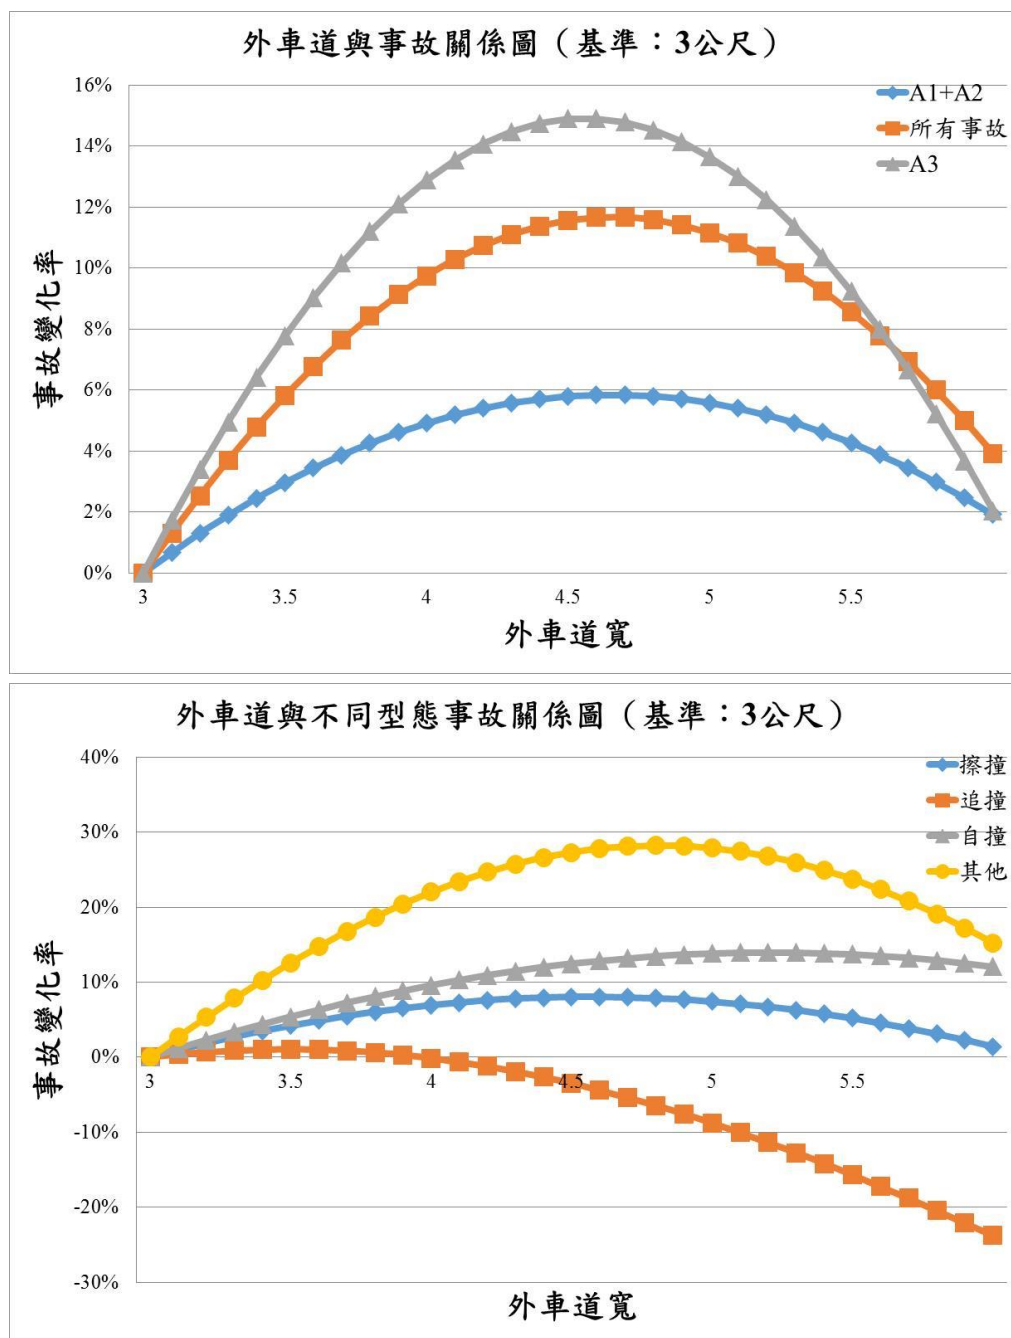 外車道與事故關係圖（基準：3公尺）
16%
14%
12%
10%
8%
6%
4%
2%
0%
事故變化率
A1+A2
所有事故
A3
3 3.5 4 4.5 5 5.5
外車道寬
外車道與不同型態事故關係圖（基準：3公尺）
40%
30%
20%
10%
0%
-10%
-20%
-30%
事故變化率
擦撞
追撞
自撞
其他
3 3.5 4 4.5 5 5.5
外車道寬